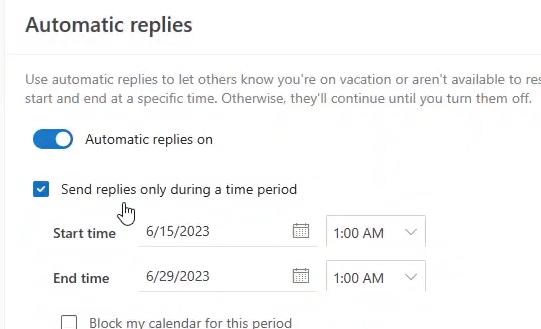 Automatic replies
Use automatic replies to let others know you're on vacation or aren't available to res
start and end at a specific time. Otherwise, they'll continue until you turn them off.
Automatic replies on
Send replies only during a time period
Start time 6/15/2023 1:00 AM
End time 6/29/2023 1:00 AM
Block my calendar for this period